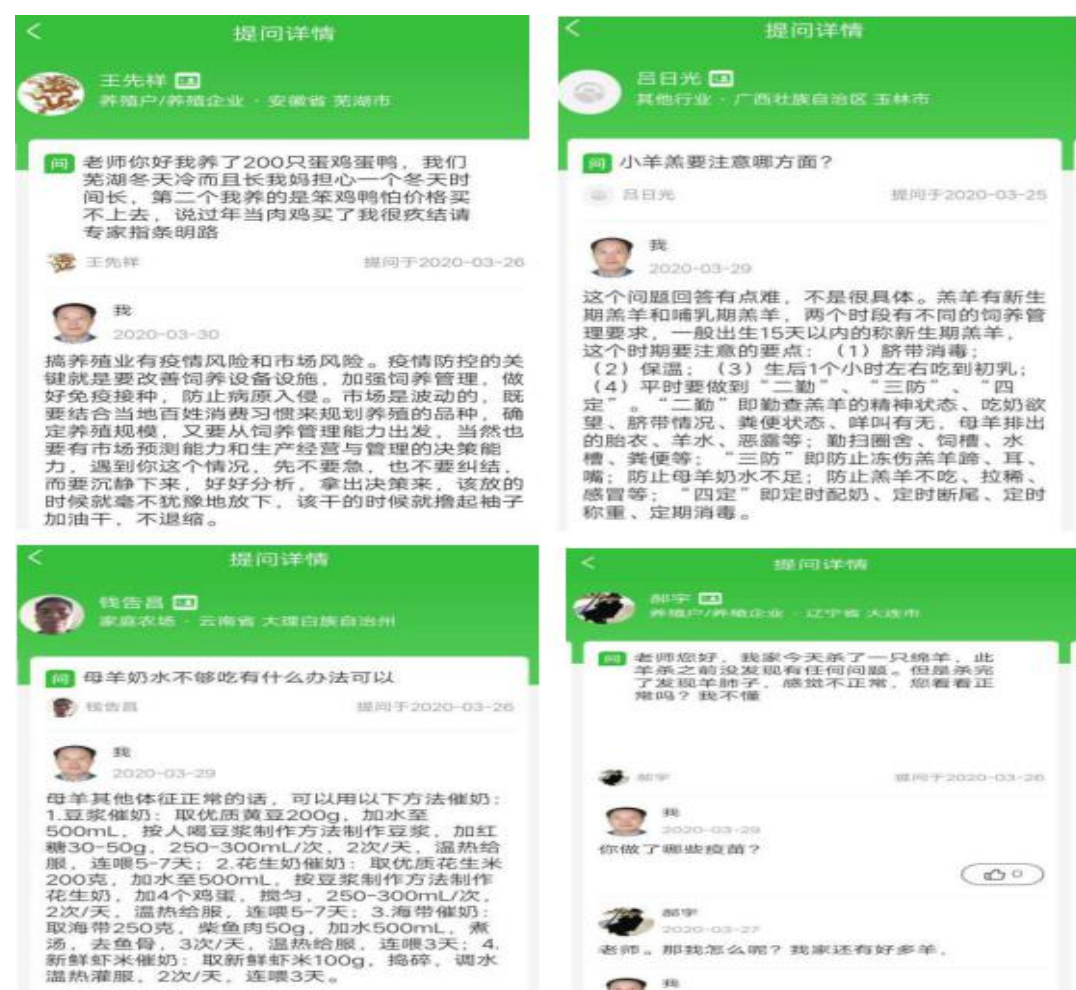 提问详情
王先祥
养殖户/养殖企业 · 安徽省 芜湖市
问 老师你好我养了200只蛋鸡蛋鸭，我们
芜湖冬天冷而且长我妈担心一个冬天时
间长，第二个我养的是笨鸡鸭怕价格买
不上去，说过年当肉鸡买了我很疚结请
专家指条明路
王先祥
提问于2020-03-26
我
2020-03-30
搞养殖业有疫情风险和市场风险。疫情防控的关
键就是要改善饲养设备设施，加强饲养管理，做
好免疫接种，防止病原入侵。市场是波动的，既
要结合当地百姓消费习惯来规划养殖的品种，确
定养殖规模，又要从饲养管理能力出发，当然也
要有市场预测能力和生产经营与管理的决策能
力，遇到你这个情况，先不要急，也不要纠结，
而要沉静下来，好好分析，拿出决策来，该放的
时候就毫不犹豫地放下，该干的时候就撸起袖子
加油干，不退缩。
提问详情
吕日光
其他行业 · 广西壮族自治区 玉林市
问 小羊羔要注意哪方面？
吕日光
提问于2020-03-25
我
2020-03-29
这个问题回答有点难，不是很具体。羔羊有新生
期羔羊和哺乳期羔羊，两个时段有不同的饲养管
理要求，一般出生15天以内的称新生期羔羊，
这个时期要注意的要点：（1）脐带消毒；
（2）保温；（3）生后1个小时左右吃到初乳；
（4）平时要做到“二勤”、“三防”、“四
定”。“二勤”即勤查羔羊的精神状态、吃奶欲
望、脐带情况、粪便状态、咩叫有无，母羊排出
的胎衣、羊水、恶露等；勤扫圈舍、饲槽、水
槽、粪便等；“三防”即防止冻伤羔羊蹄、耳、
嘴；防止母羊奶水不足；防止羔羊不吃、拉稀、
感冒等；“四定”即定时配奶、定时断尾、定时
称重、定期消毒。
提问详情
钱告昌
家庭农场 · 云南省 大理白族自治州
问 母羊奶水不够吃有什么办法可以
钱告昌
提问于2020-03-26
我
2020-03-29
母羊其他体征正常的话，可以用以下方法催奶：
1.豆浆催奶：取优质黄豆200g，加水至
500mL，按人喝豆浆制作方法制作豆浆，加红
糖30-50g，250-300mL/次，2次/天，温热给
服，连喂5-7天；2.花生奶催奶：取优质花生米
200克，加水至500mL，按豆浆制作方法制作
花生奶，加4个鸡蛋，搅匀，250-300mL/次，
2次/天，温热给服，连喂5-7天；3.海带催奶：
取海带250克，柴鱼肉50g，加水500mL，煮
汤，去鱼骨，3次/天，温热给服，连喂3天；4.
新鲜虾米催奶：取新鲜虾米100g，捣碎，调水
温热灌服，2次/天，连喂3天。
提问详情
郝宇
养殖户/养殖企业 · 辽宁省 大连市
问 老师您好，我家今天杀了一只绵羊，此
羊杀之前没发现有任何问题。但是杀完
了发现羊肺子，感觉不正常，您看看正
常吗？我不懂
郝宇
提问于2020-03-26
我
2020-03-29
你做了哪些疫苗？
0
郝宇
2020-03-27
老师。那我怎么呢？我家还有好多羊，
我